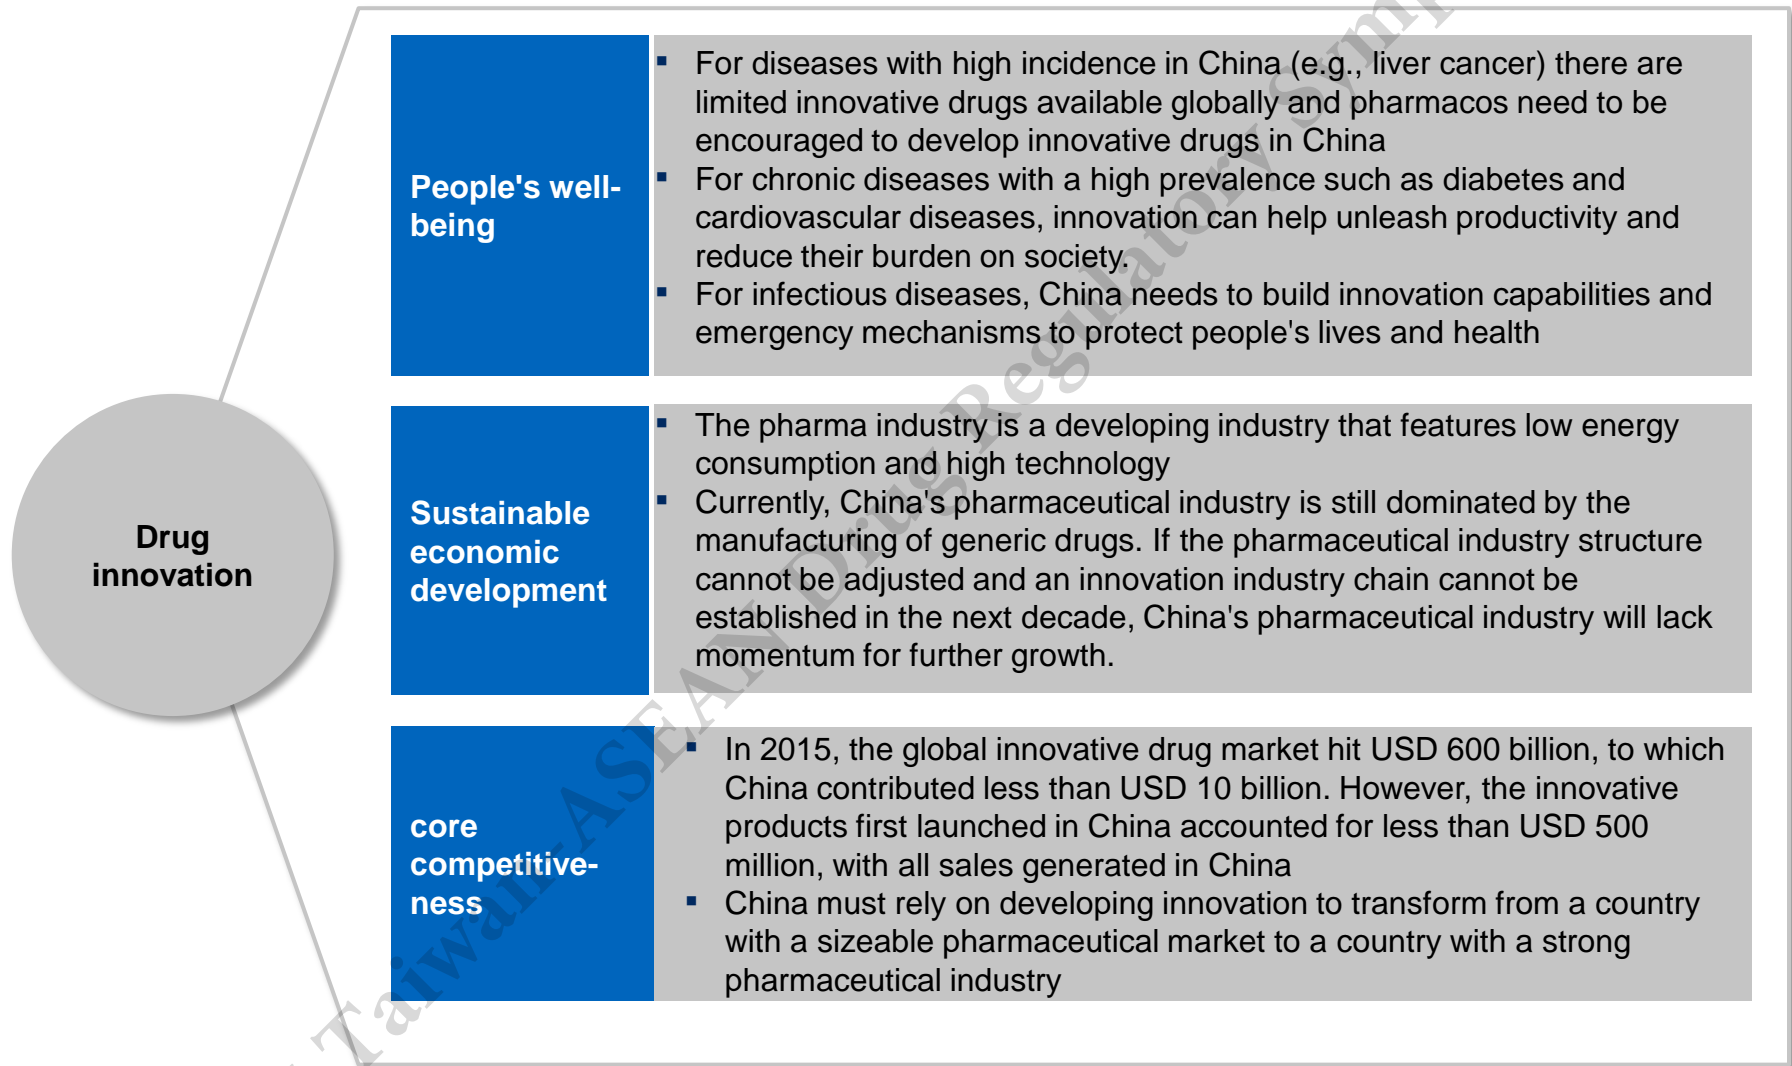 Drug
innovation
People's well-
being
▪ For diseases with high incidence in China (e.g., liver cancer) there are
limited innovative drugs available globally and pharmacos need to be
encouraged to develop innovative drugs in China
▪ For chronic diseases with a high prevalence such as diabetes and
cardiovascular diseases, innovation can help unleash productivity and
reduce their burden on society.
▪ For infectious diseases, China needs to build innovation capabilities and
emergency mechanisms to protect people's lives and health
Sustainable
economic
development
▪ The pharma industry is a developing industry that features low energy
consumption and high technology
▪ Currently, China's pharmaceutical industry is still dominated by the
manufacturing of generic drugs. If the pharmaceutical industry structure
cannot be adjusted and an innovation industry chain cannot be
established in the next decade, China's pharmaceutical industry will lack
momentum for further growth.
core
competitive-
ness
▪ In 2015, the global innovative drug market hit USD 600 billion, to which
China contributed less than USD 10 billion. However, the innovative
products first launched in China accounted for less than USD 500
million, with all sales generated in China
▪ China must rely on developing innovation to transform from a country
with a sizeable pharmaceutical market to a country with a strong
pharmaceutical industry
Taiwan-ASEAN Drug Regulatory